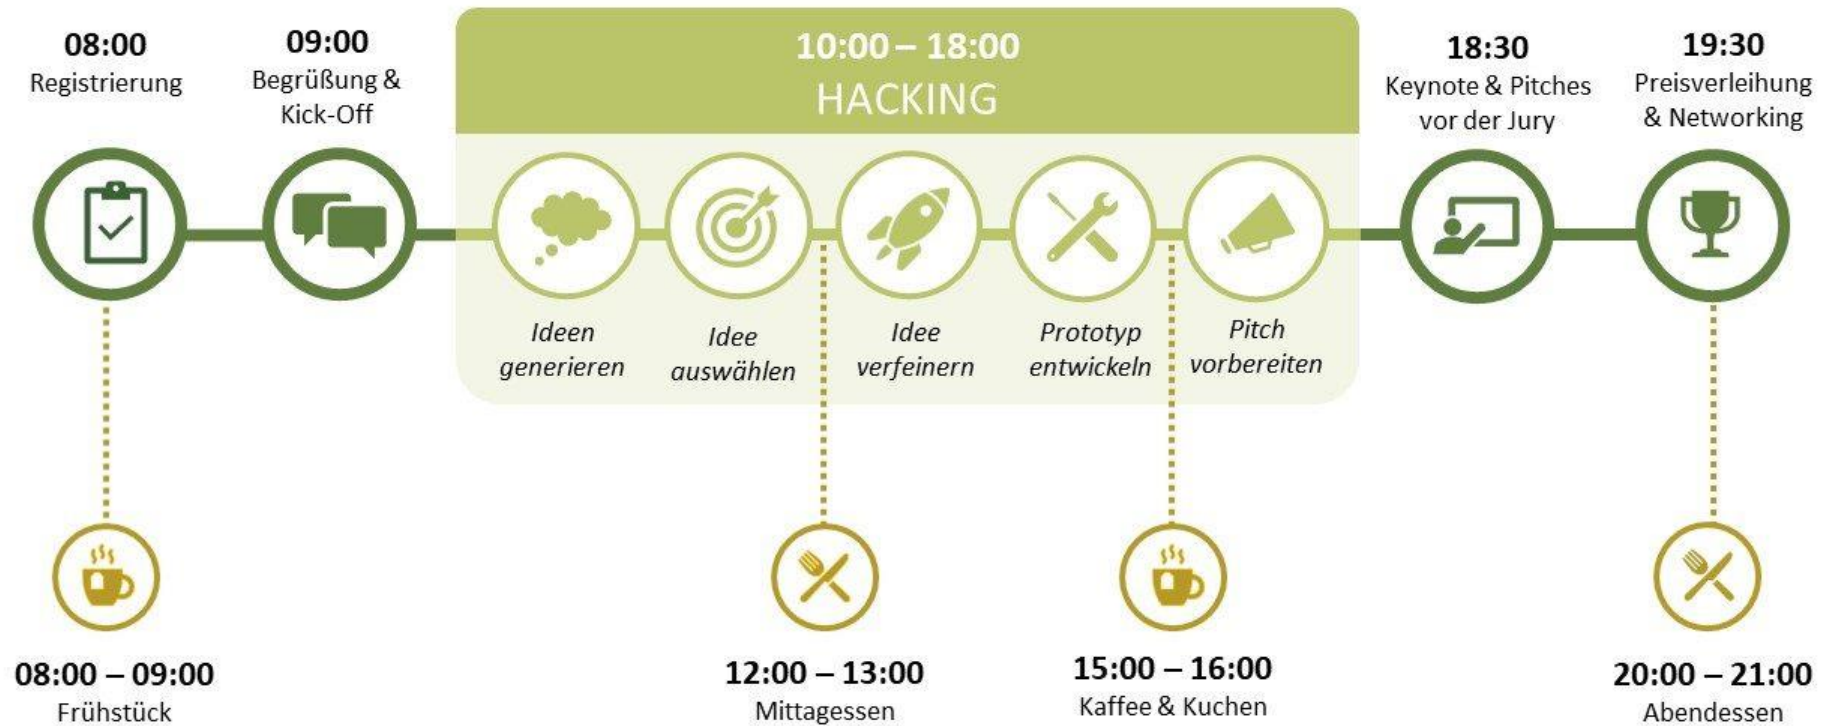 08:00
Registrierung
09:00
Begrüßung &
Kick-Off
10:00 – 18:00
HACKING
18:30
Keynote & Pitches
vor der Jury
19:30
Preisverleihung
& Networking
Ideen
generieren
Idee
auswählen
Idee
verfeinern
Prototyp
entwickeln
Pitch
vorbereiten
08:00 – 09:00
Frühstück
12:00 – 13:00
Mittagessen
15:00 – 16:00
Kaffee & Kuchen
20:00 – 21:00
Abendessen